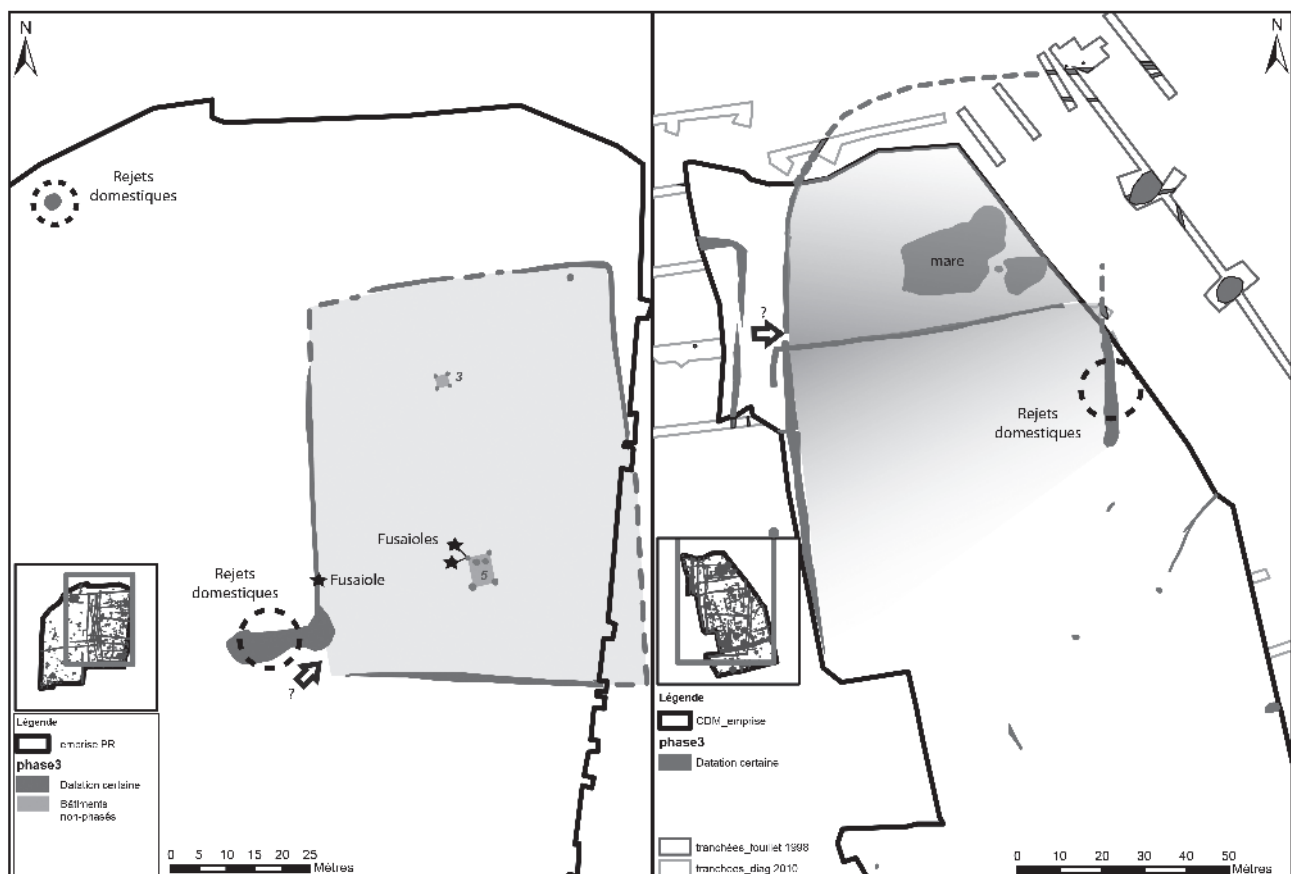 N
Rejets
domestiques
3
Fusaioles
5
Fusaiole
Rejets
domestiques
?
Légende
emprise PR
phase3
Datation certaine
Bâtiments
non-phasés
0 5 10 15 20 25
Mètres
N
mare
?
Rejets
domestiques
Légende
CDM_emprise
phase3
Datation certaine
tranchées_fouillet 1998
tranchees_diag 2010
0 10 20 30 40 50
Mètres